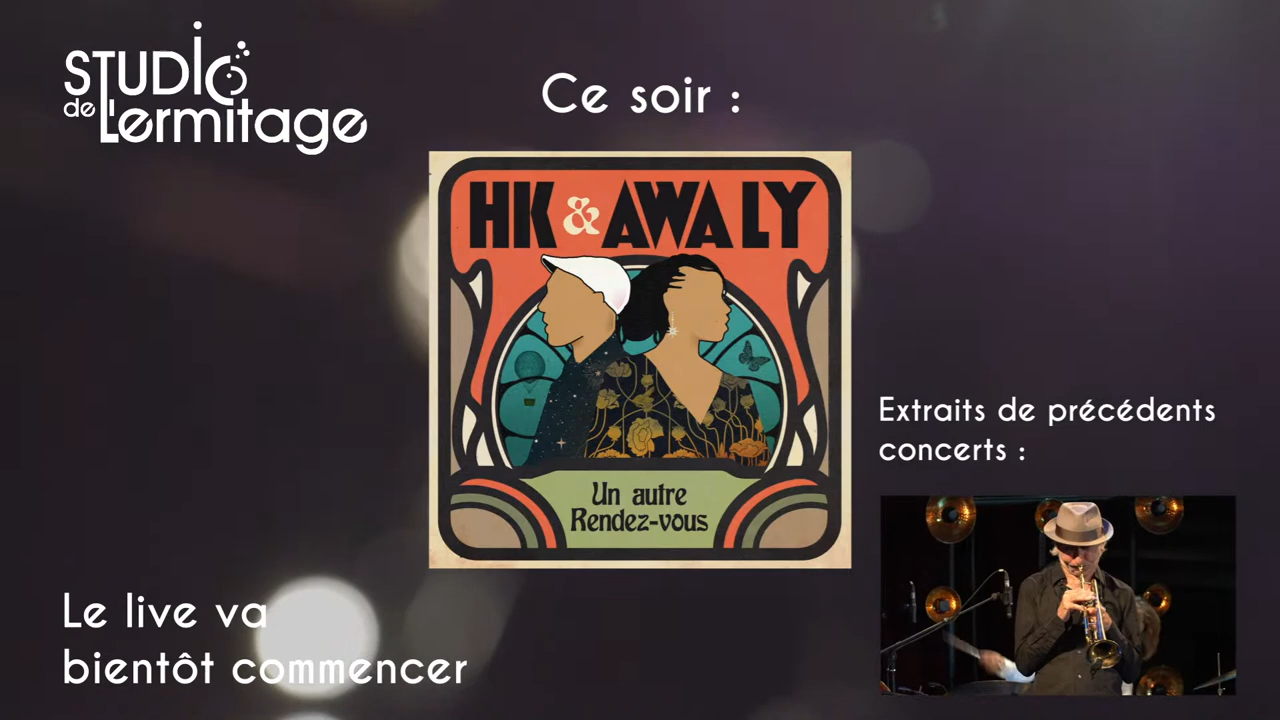 STUDIO
de L'ermitage
Ce soir :
HK & AWA LY
Un autre
Rendez-vous
Extraits de précédents
concerts :
Le live va
bientôt commencer